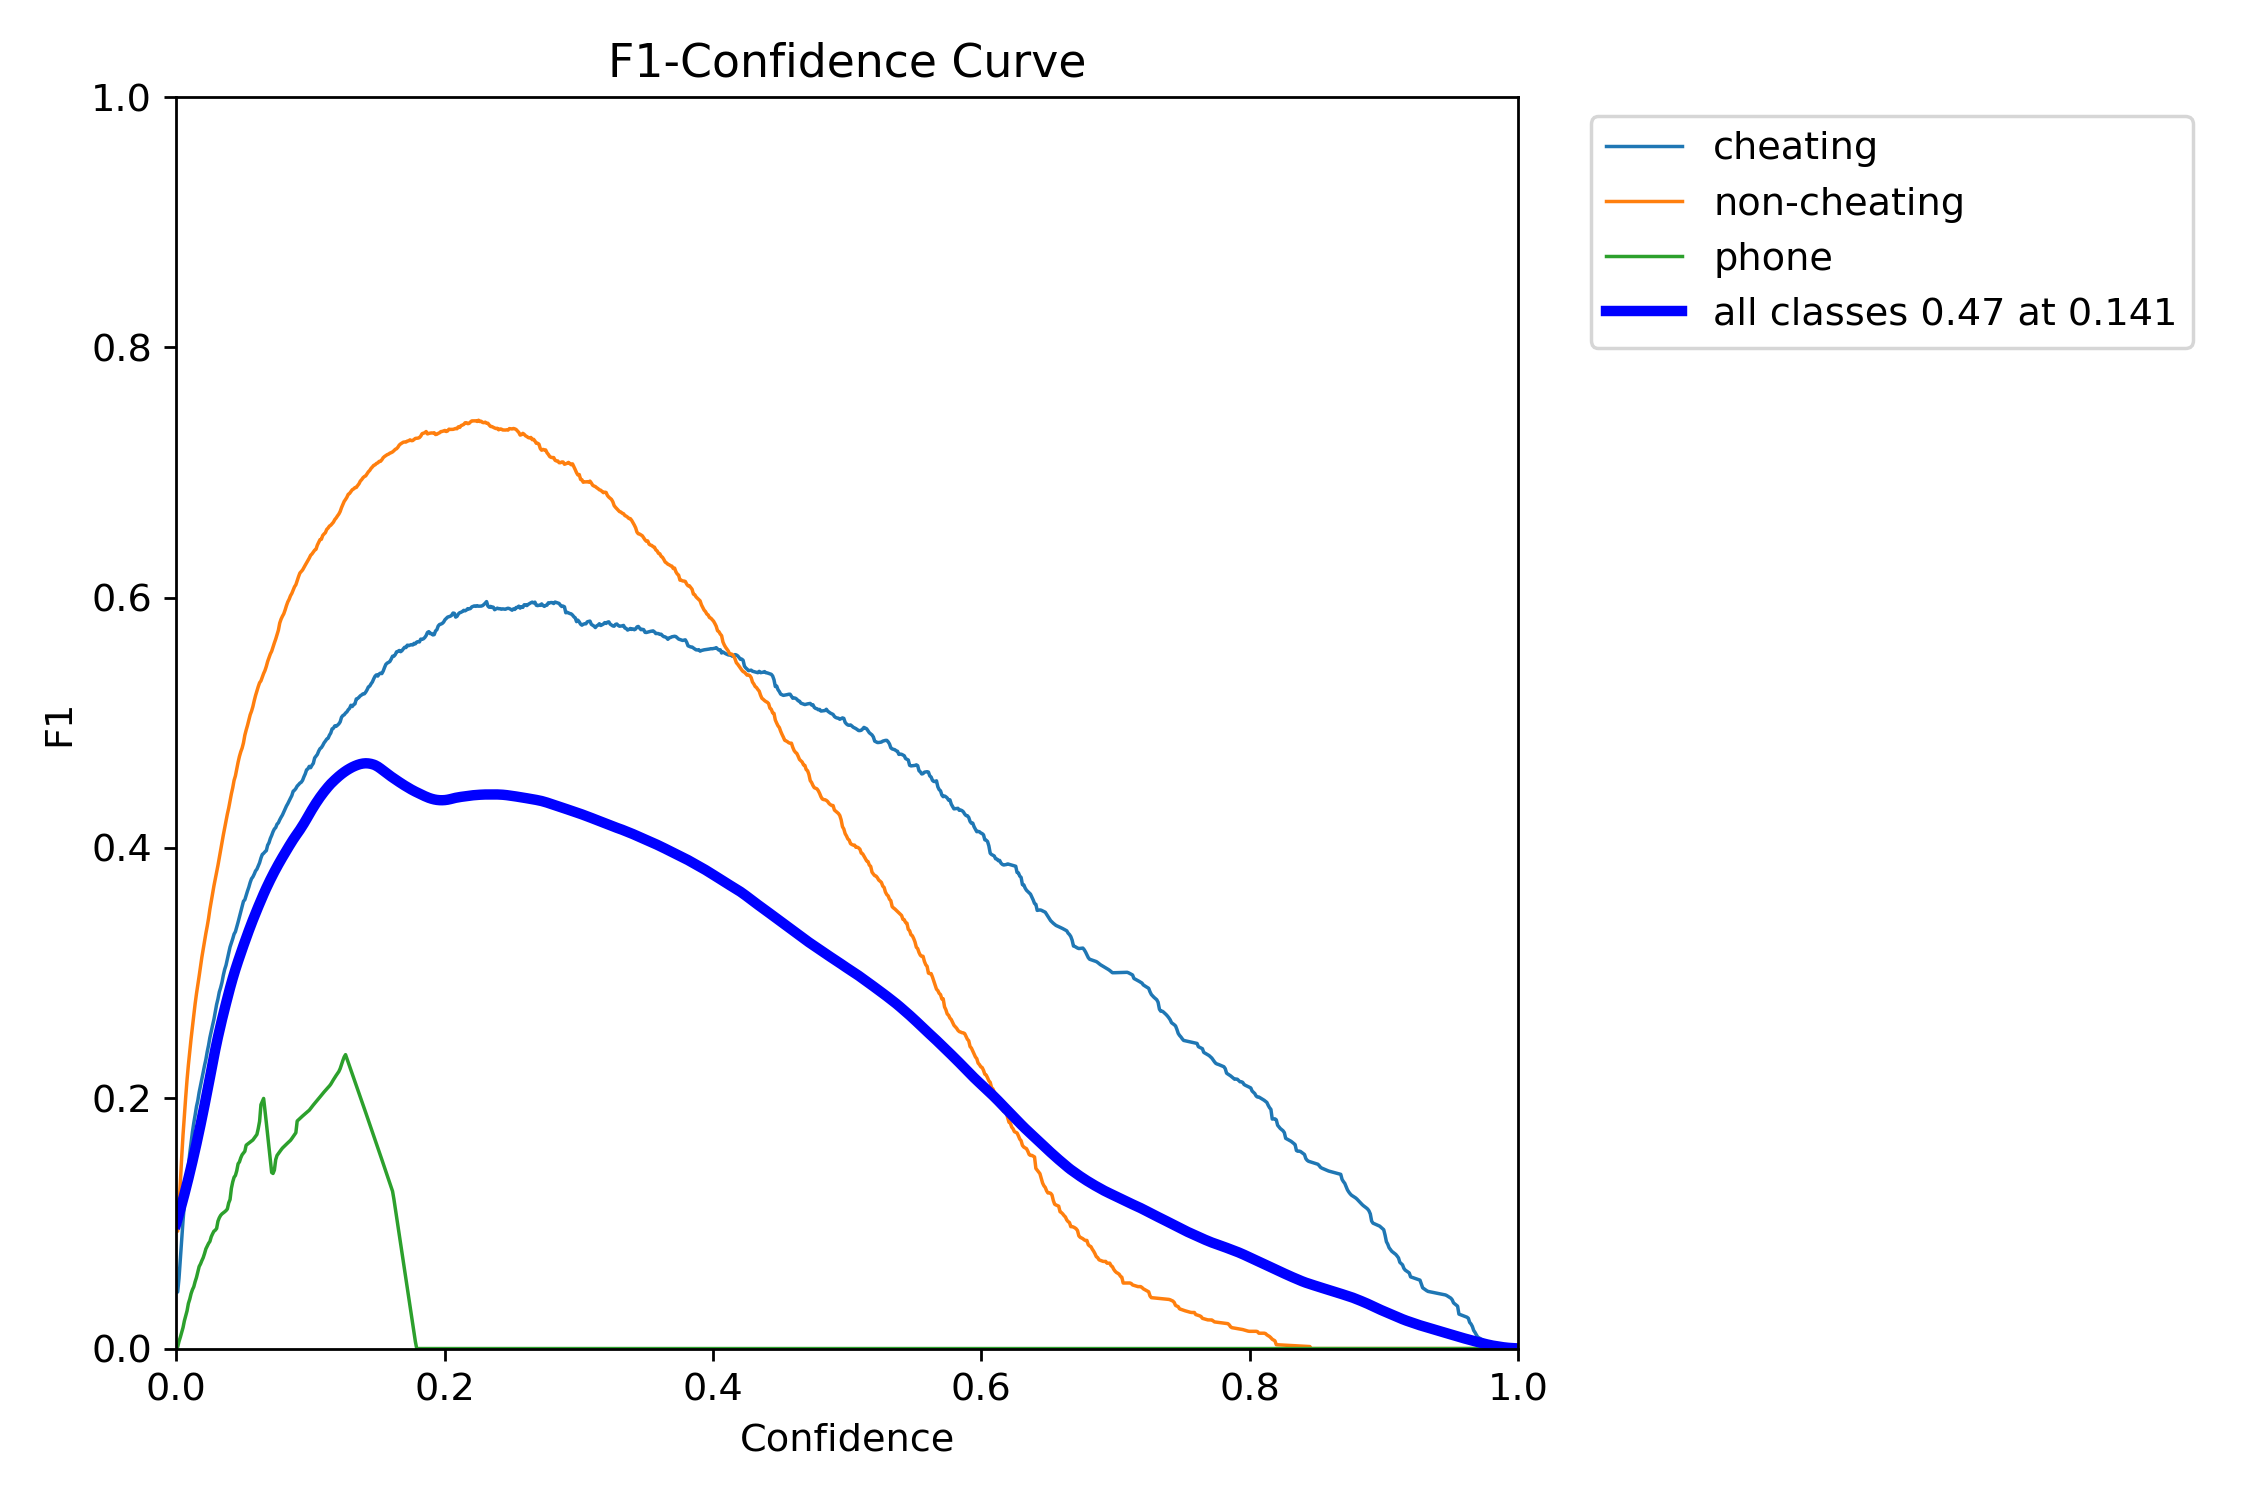 F1-Confidence Curve
1.0
0.8
0.6
0.4
0.2
0.0
F1
0.0 0.2 0.4 0.6 0.8 1.0
Confidence
cheating
non-cheating
phone
all classes 0.47 at 0.141